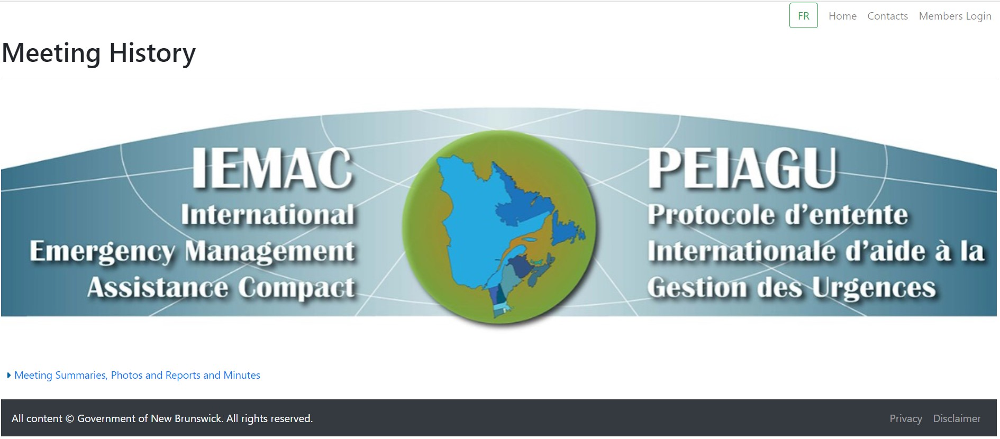 FR Home Contacts Members Login
Meeting History
IEMAC
International
Emergency Management
Assistance Compact
PEIAGU
Protocole d'entente
Internationale d'aide à la
Gestion des Urgences
Meeting Summaries, Photos and Reports and Minutes
All content © Government of New Brunswick. All rights reserved.
Privacy Disclaimer